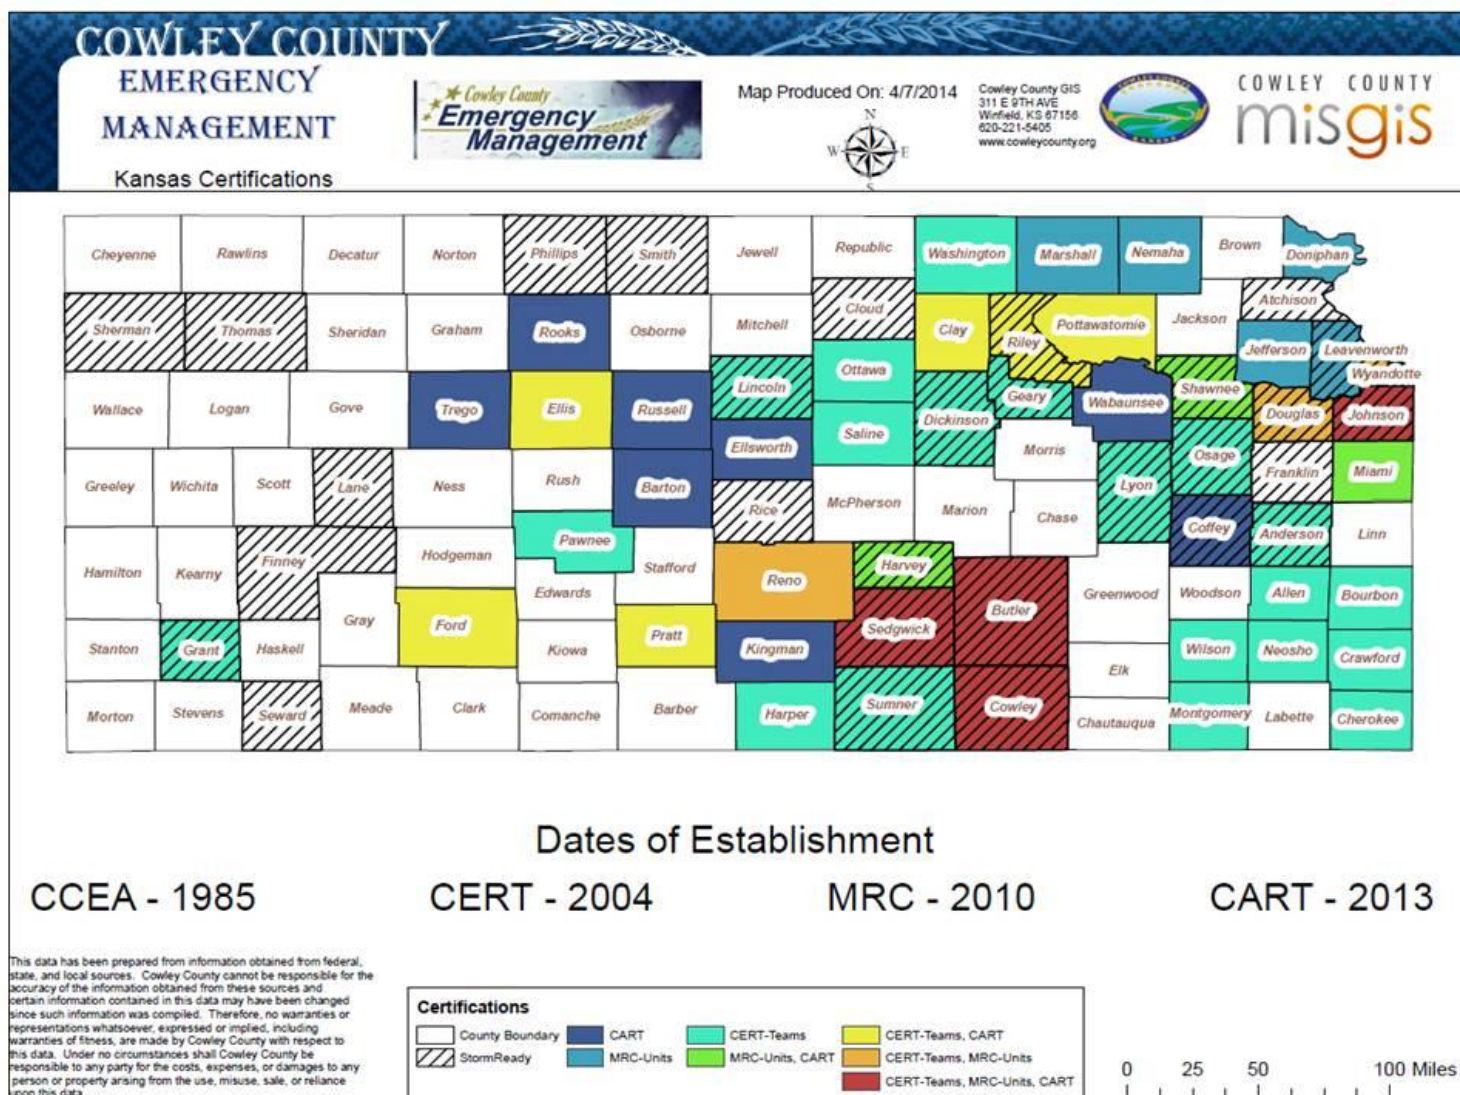 COWLEY COUNTY
EMERGENCY
MANAGEMENT
Kansas Certifications
Cowley County
Emergency
Management
Map Produced On: 4/7/2014
N
W
E
S
Cowley County GIS
311 E 9TH AVE
Winfield, KS 67156
620-221-5405
www.cowleycounty.org
COWLEY COUNTY
misgis
Cheyenne
Rawlins
Decatur
Norton
Phillips
Smith
Jewell
Republic
Washington
Marshall
Nemaha
Brown
Doniphan
Sherman
Thomas
Sheridan
Graham
Rooks
Osborne
Mitchell
Cloud
Clay
Riley
Pottawatomie
Jackson
Atchison
Jefferson
Leavenworth
Wyandotte
Wallace
Logan
Gove
Trego
Ellis
Russell
Lincoln
Ottawa
Saline
Dickinson
Geary
Wabaunsee
Shawnee
Douglas
Johnson
Ellsworth
Morris
Osage
Franklin
Miami
Greeley
Wichita
Scott
Lane
Ness
Rush
Barton
Rice
McPherson
Marion
Chase
Lyon
Coffey
Anderson
Linn
Hamilton
Kearny
Finney
Hodgeman
Pawnee
Stafford
Edwards
Reno
Harvey
Butler
Greenwood
Woodson
Allen
Bourbon
Gray
Ford
Pratt
Kiowa
Kingman
Sedgwick
Stanton
Grant
Haskell
Elk
Wilson
Neosho
Crawford
Morton
Stevens
Seward
Meade
Clark
Comanche
Barber
Harper
Sumner
Cowley
Chautauqua
Montgomery
Labette
Cherokee
Dates of Establishment
CCEA - 1985
CERT - 2004
MRC - 2010
CART - 2013
This data has been prepared from information obtained from federal,
state, and local sources. Cowley County cannot be responsible for the
accuracy of the information obtained from these sources and
certain information contained in this data may have been changed
since such information was compiled. Therefore, no warranties or
representations whatsoever, expressed or implied, including
warranties of fitness, are made by Cowley County with respect to
this data. Under no circumstances shall Cowley County be
responsible to any party for the costs, expenses, or damages to any
person or property arising from the use, misuse, sale, or reliance
upon this data
Certifications
County Boundary
CART
CERT-Teams
CERT-Teams, CART
StormReady
MRC-Units
MRC-Units, CART
CERT-Teams, MRC-Units
CERT-Teams, MRC-Units, CART
0 25 50 100 Miles